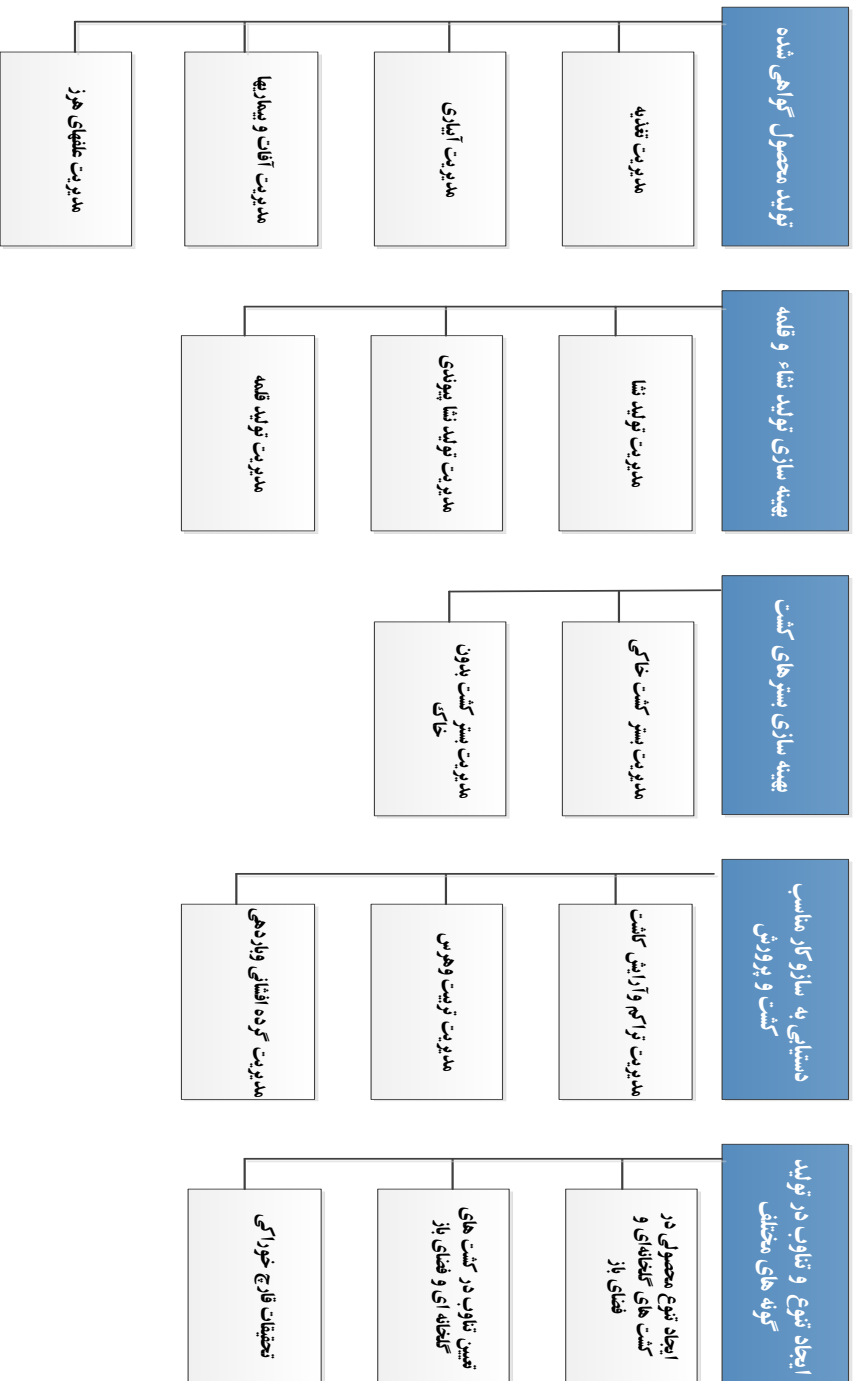 ایجاد تنوع و تناوب در تولید
گونه های مختلف
ایجاد تنوع محصولی در
کشت های گلخانه‌ای و
فضای باز
تعیین تناوب در کشت های
گلخانه ای و فضای باز
تحقیقات قارچ خوراکی
دستیابی به سازوکار مناسب
کشت و پرورش
مدیریت تراکم وآرایش کاشت
مدیریت تربیت وهرس
مدیریت گرده افشانی وباردهی
بهینه سازی بسترهای کشت
مدیریت بستر کشت خاکی
مدیریت بستر کشت بدون
خاک
بهینه سازی تولید نشاء و قلمه
مدیریت تولید نشا
مدیریت تولید نشا پیوندی
مدیریت تولید قلمه
تولید محصول گواهی شده
مدیریت تغذیه
مدیریت آبیاری
مدیریت آفات و بیماریها
مدیریت علفهای هرز